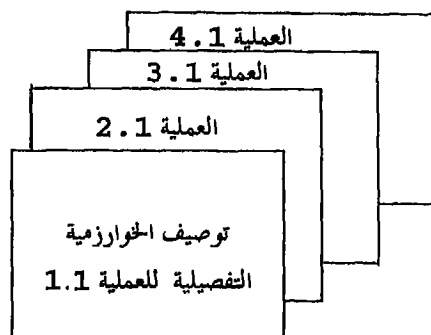 العملية 4.1
العملية 3.1
العملية 2.1
توصيف الخوارزمية
التفصيلية للعملية 1.1